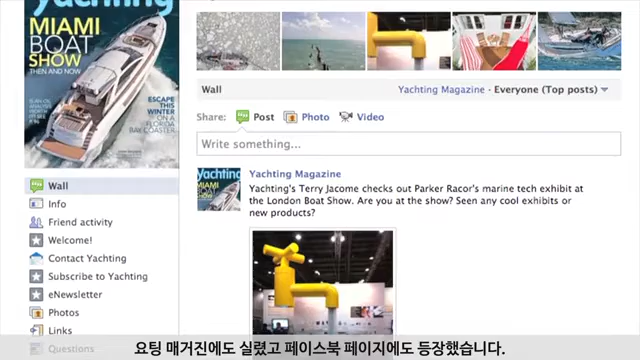 yachting
MIAMI
BOAT
SHOW
THEN AND NOW
ESCAPE
THIS
WINTER
ON A
FLORIDA
BAY COASTER
Wall
Yachting Magazine · Everyone (Top posts)
Share: Post Photo Video
Write something...
Yachting Magazine
Yachting's Terry Jacome checks out Parker Racor's marine tech exhibit at
the London Boat Show. Are you at the show? Seen any cool exhibits or
new products?
Wall
Info
Friend activity
Welcome!
Contact Yachting
Subscribe to Yachting
eNewsletter
Photos
Links
Questions
요팅 매거진에도 실렸고 페이스북 페이지에도 등장했습니다.